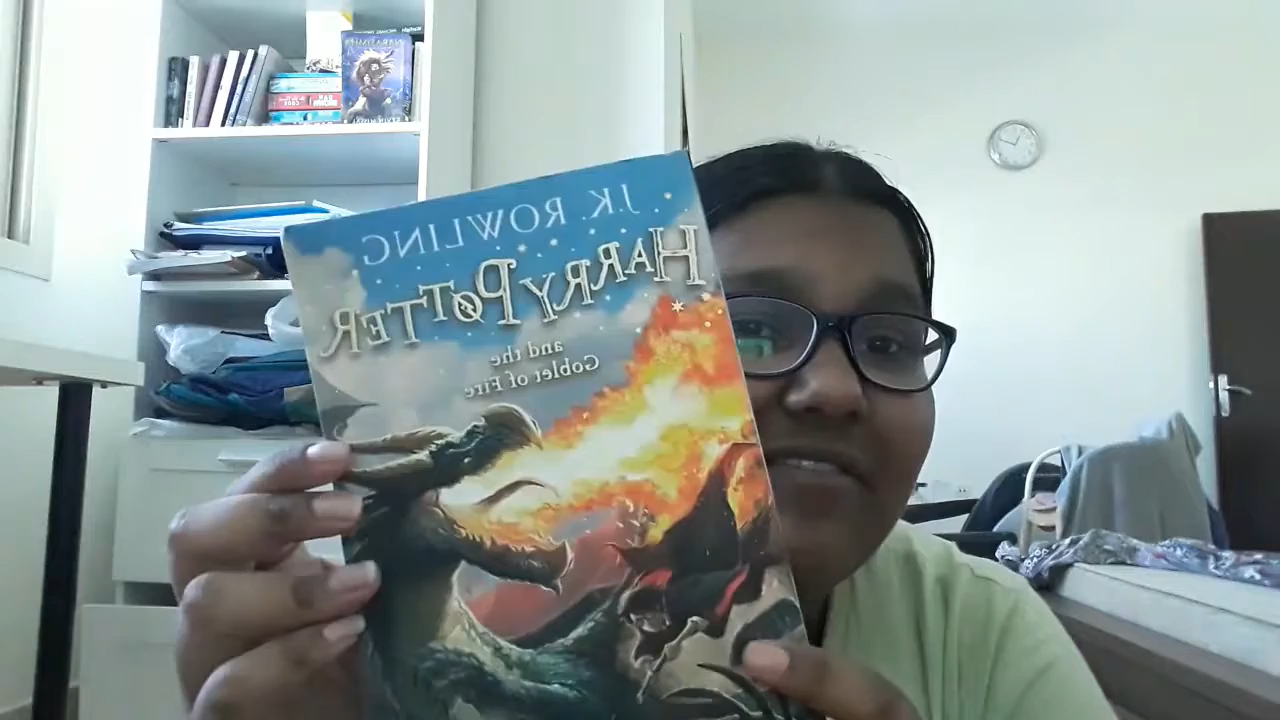 J.K. ROWLING
HARRY POTTER
and the
Goblet of Fire